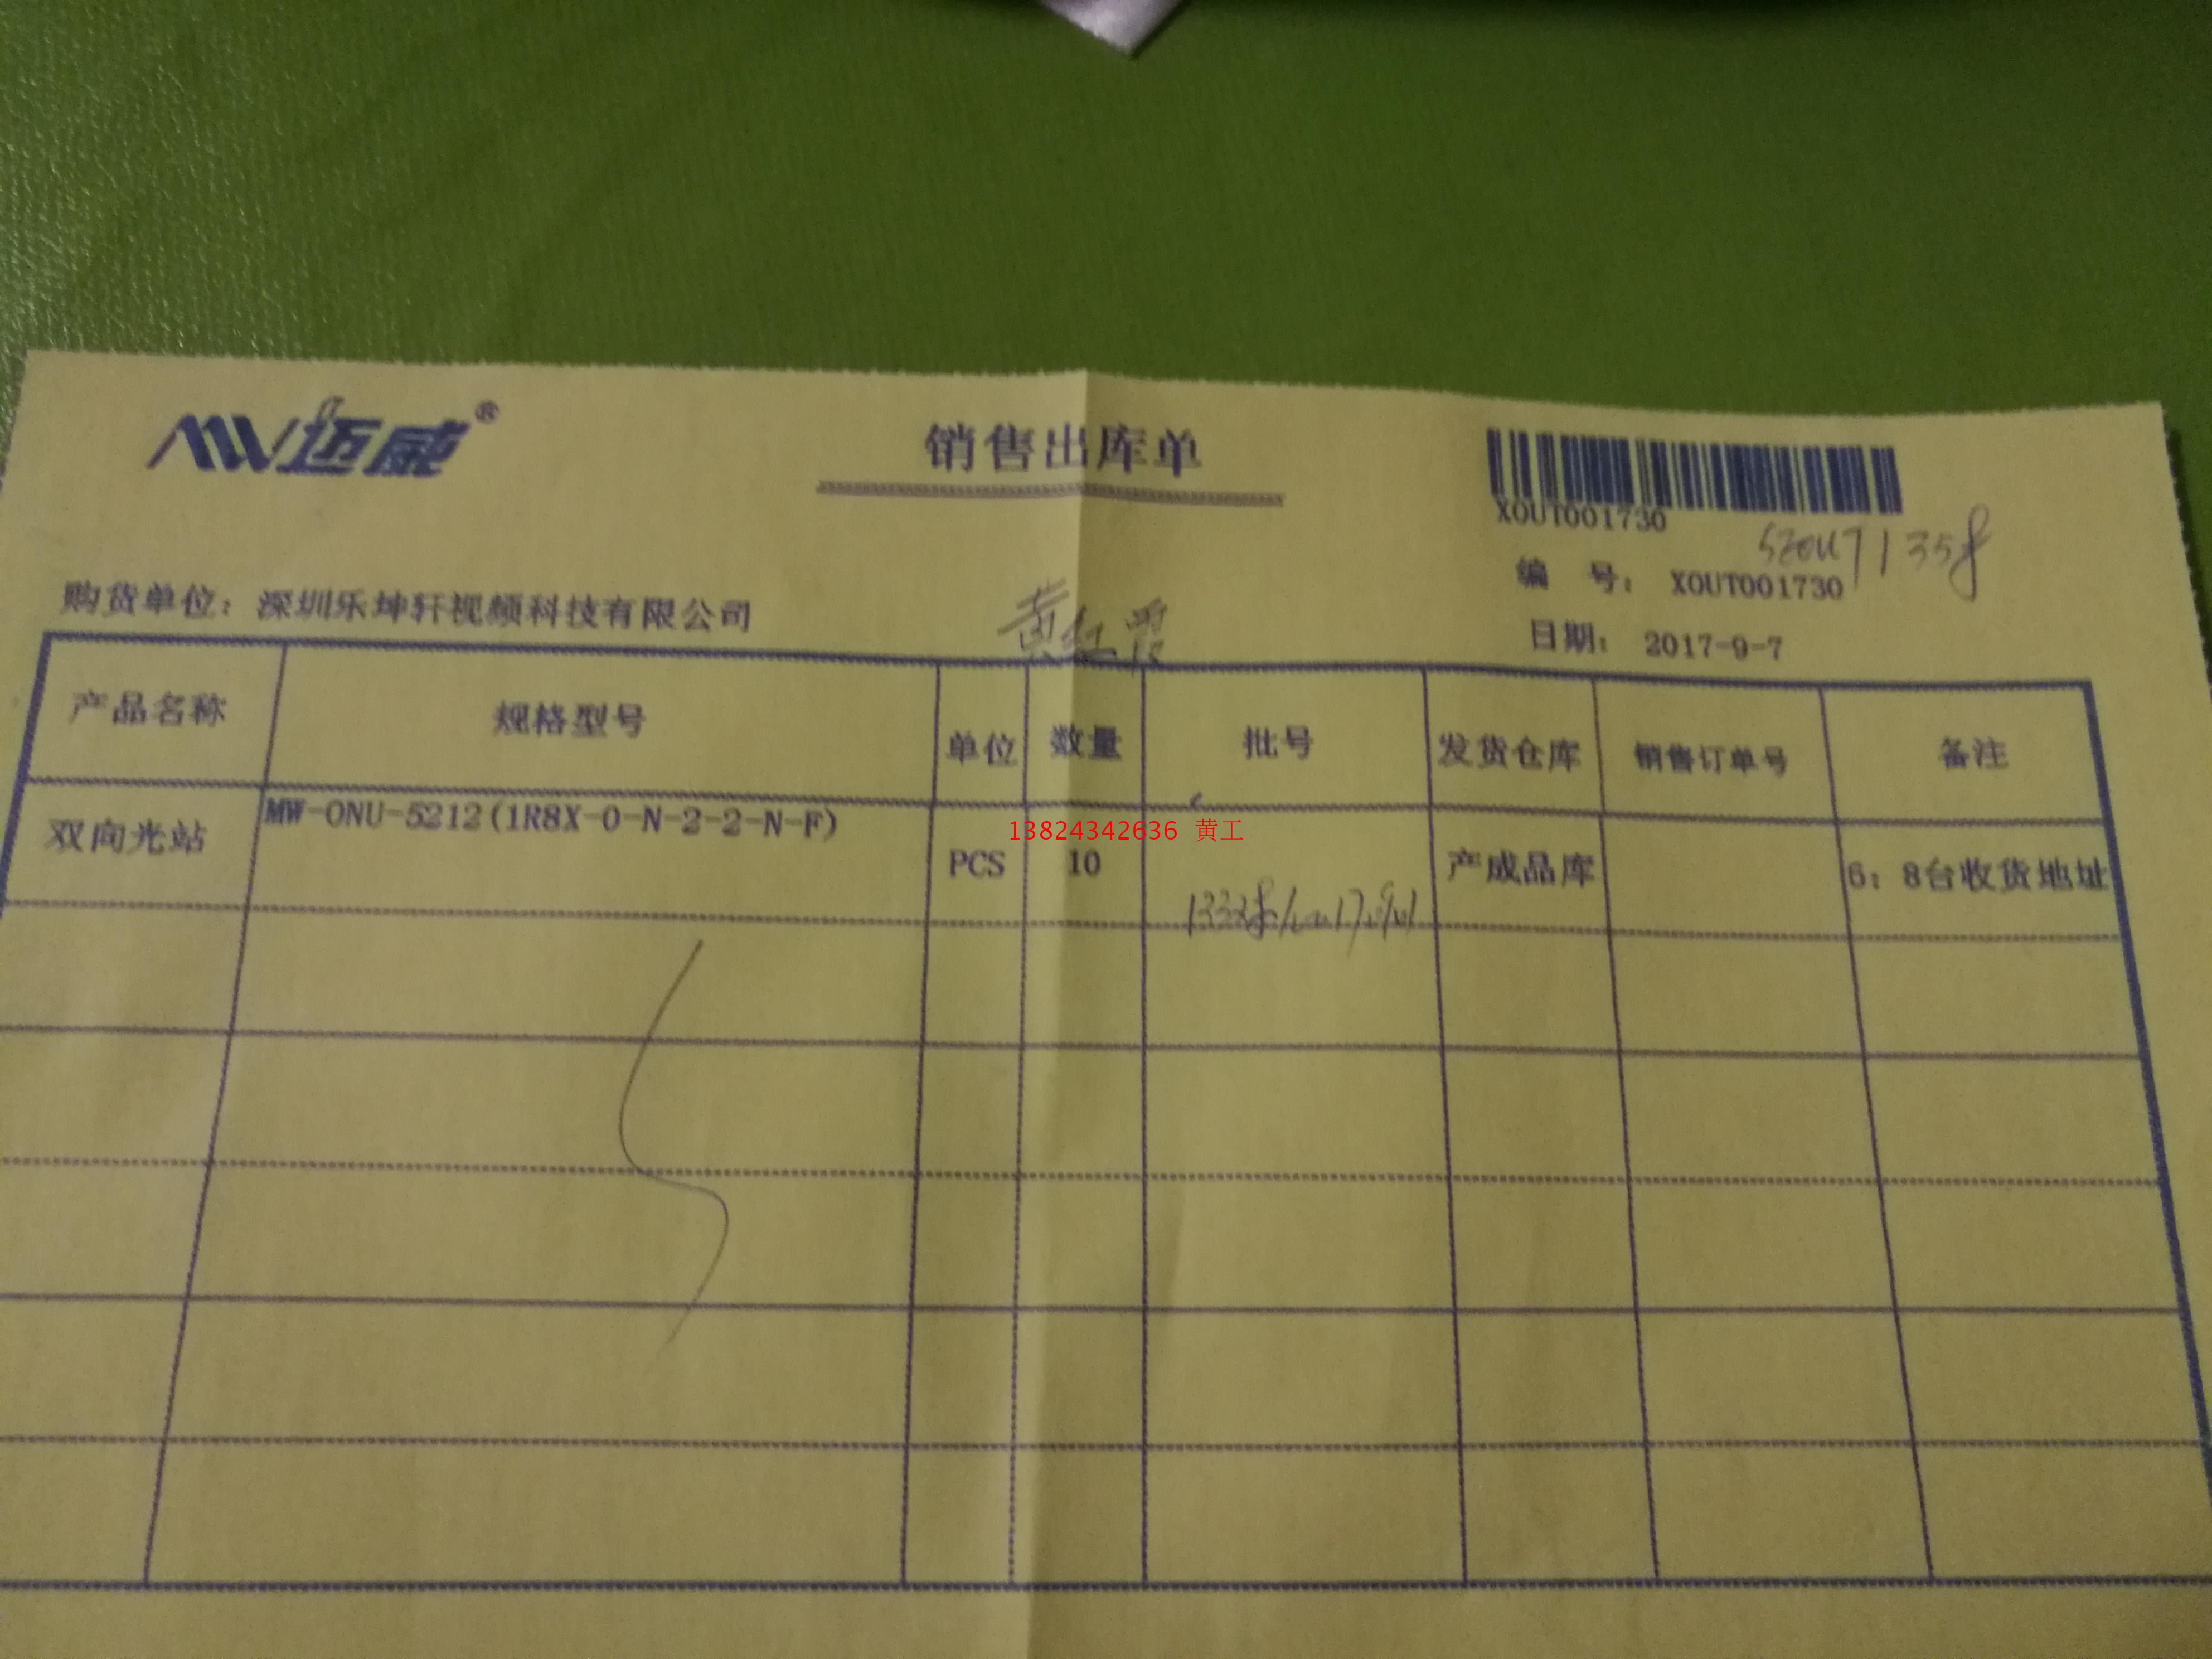 MW迈威®
销售出库单
XOUT001730
编 号: XOUT001730
购货单位: 深圳乐坤轩视频科技有限公司
黄红霞
日期: 2017-9-7
产品名称 规格型号 单位 数量 批号 发货仓库 销售订单号 备注
双向光站 MW-ONU-5212(1R8X-0-N-2-2-N-F) PCS 10 产成品库 6: 8台收货地址
13824342636 黄工